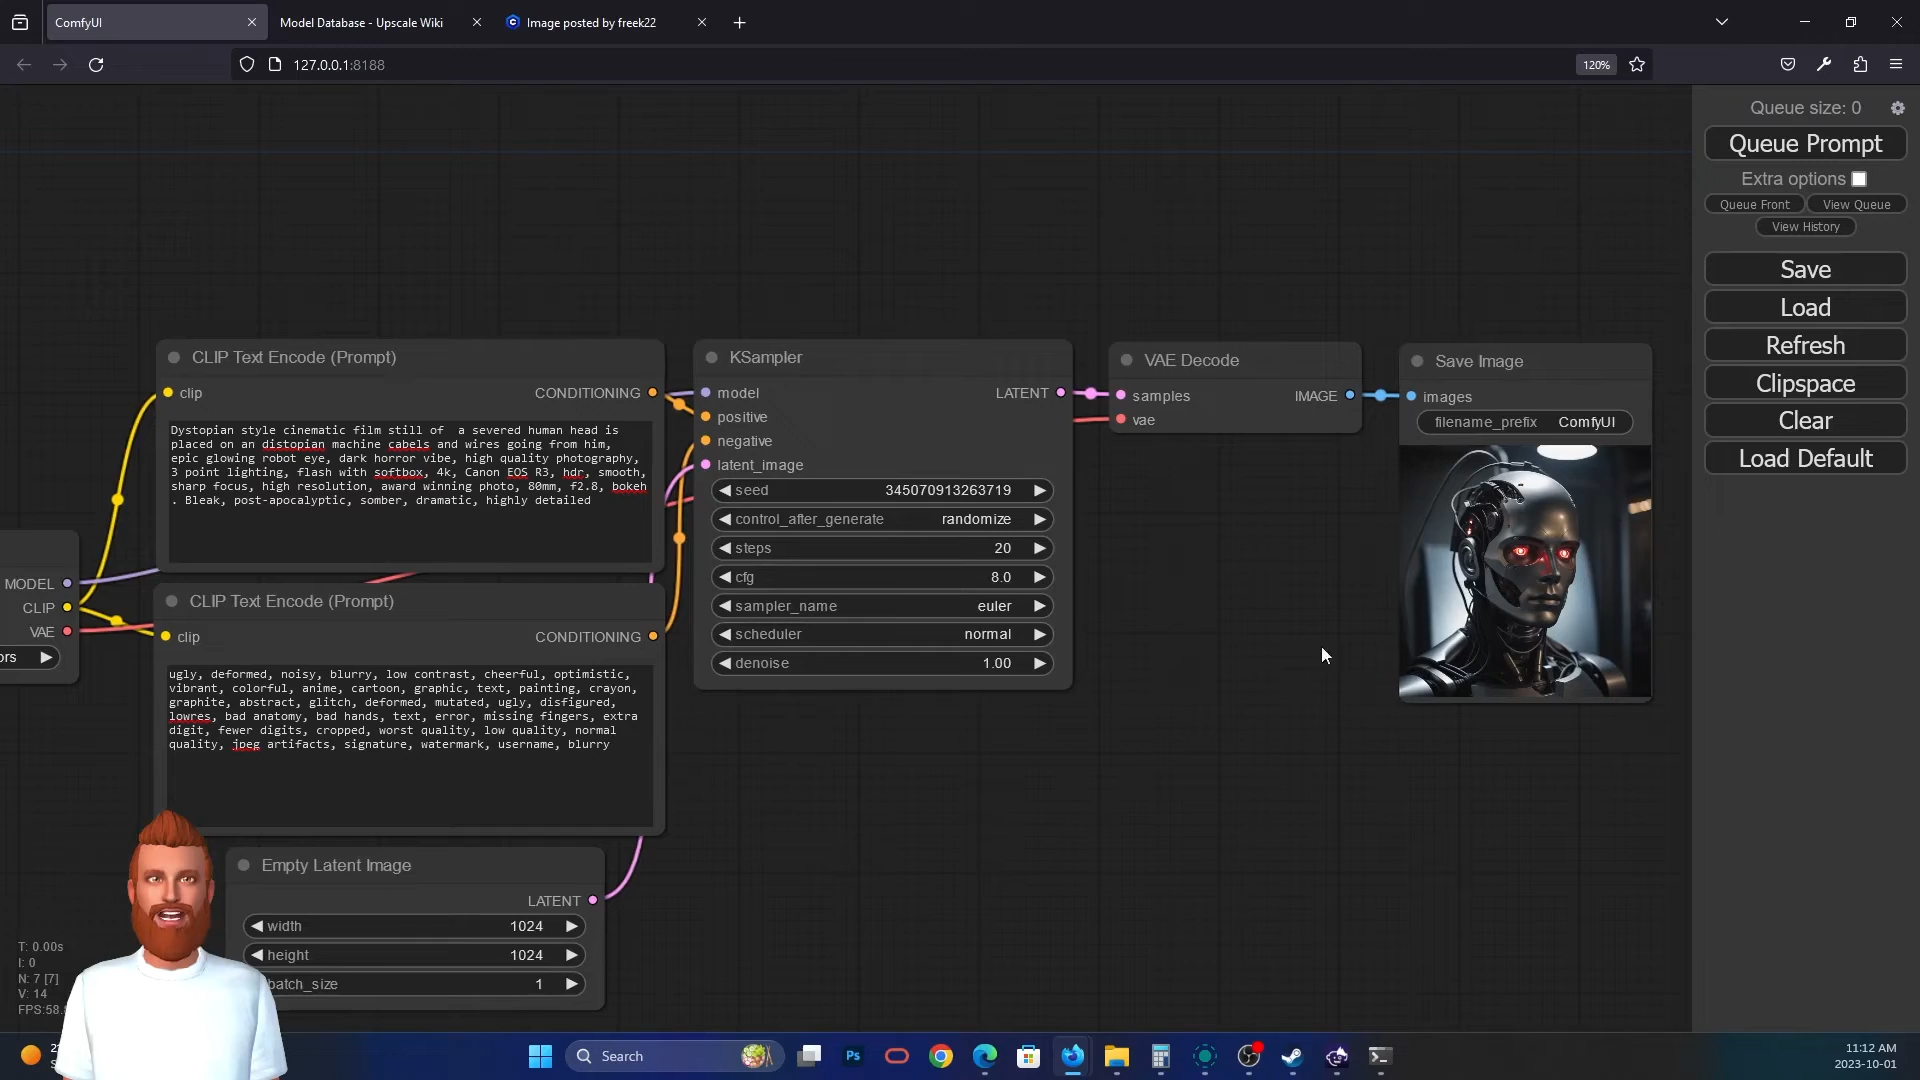 ComfyUI
Model Database - Upscale Wiki
Image posted by freek22
127.0.0.1:8188
120%
Queue size: 0
Queue Prompt
Extra options
Queue Front
View Queue
View History
Save
Load
Refresh
Clipspace
Clear
Load Default
CLIP Text Encode (Prompt)
clip
CONDITIONING
Dystopian style cinematic film still of  a severed human head is
placed on an distopian machine cabels and wires going from him,
epic glowing robot eye, dark horror vibe, high quality photography,
3 point lighting, flash with softbox, 4k, Canon EOS R3, hdr, smooth,
sharp focus, high resolution, award winning photo, 80mm, f2.8, bokeh
. Bleak, post-apocalyptic, somber, dramatic, highly detailed
KSampler
model
LATENT
positive
negative
latent_image
seed 345070913263719
control_after_generate randomize
steps 20
cfg 8.0
sampler_name euler
scheduler normal
denoise 1.00
VAE Decode
samples
IMAGE
vae
Save Image
images
filename_prefix ComfyUI
MODEL
CLIP
VAE
ors
CLIP Text Encode (Prompt)
clip
CONDITIONING
ugly, deformed, noisy, blurry, low contrast, cheerful, optimistic,
vibrant, colorful, anime, cartoon, graphic, text, painting, crayon,
graphite, abstract, glitch, deformed, mutated, ugly, disfigured,
lowres, bad anatomy, bad hands, text, error, missing fingers, extra
digit, fewer digits, cropped, worst quality, low quality, normal
quality, jpeg artifacts, signature, watermark, username, blurry
Empty Latent Image
LATENT
width 1024
height 1024
batch_size 1
T: 0.00s
I: 0
N: 7 [7]
V: 14
FPS:58.
Search
Ps
11:12 AM
2023-10-01